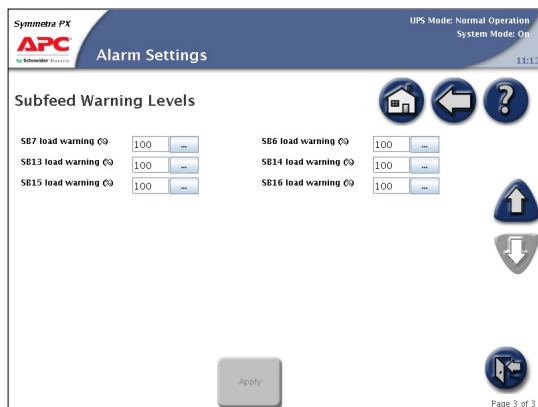 Symmetra PX
APC
by Schneider Electric
Alarm Settings
UPS Mode: Normal Operation
System Mode: On
11:12
Subfeed Warning Levels
?
SB7 load warning (%) 100 ... SB6 load warning (%) 100 ...
SB13 load warning (%) 100 ... SB14 load warning (%) 100 ...
SB15 load warning (%) 100 ... SB16 load warning (%) 100 ...
Apply
Page 3 of 3